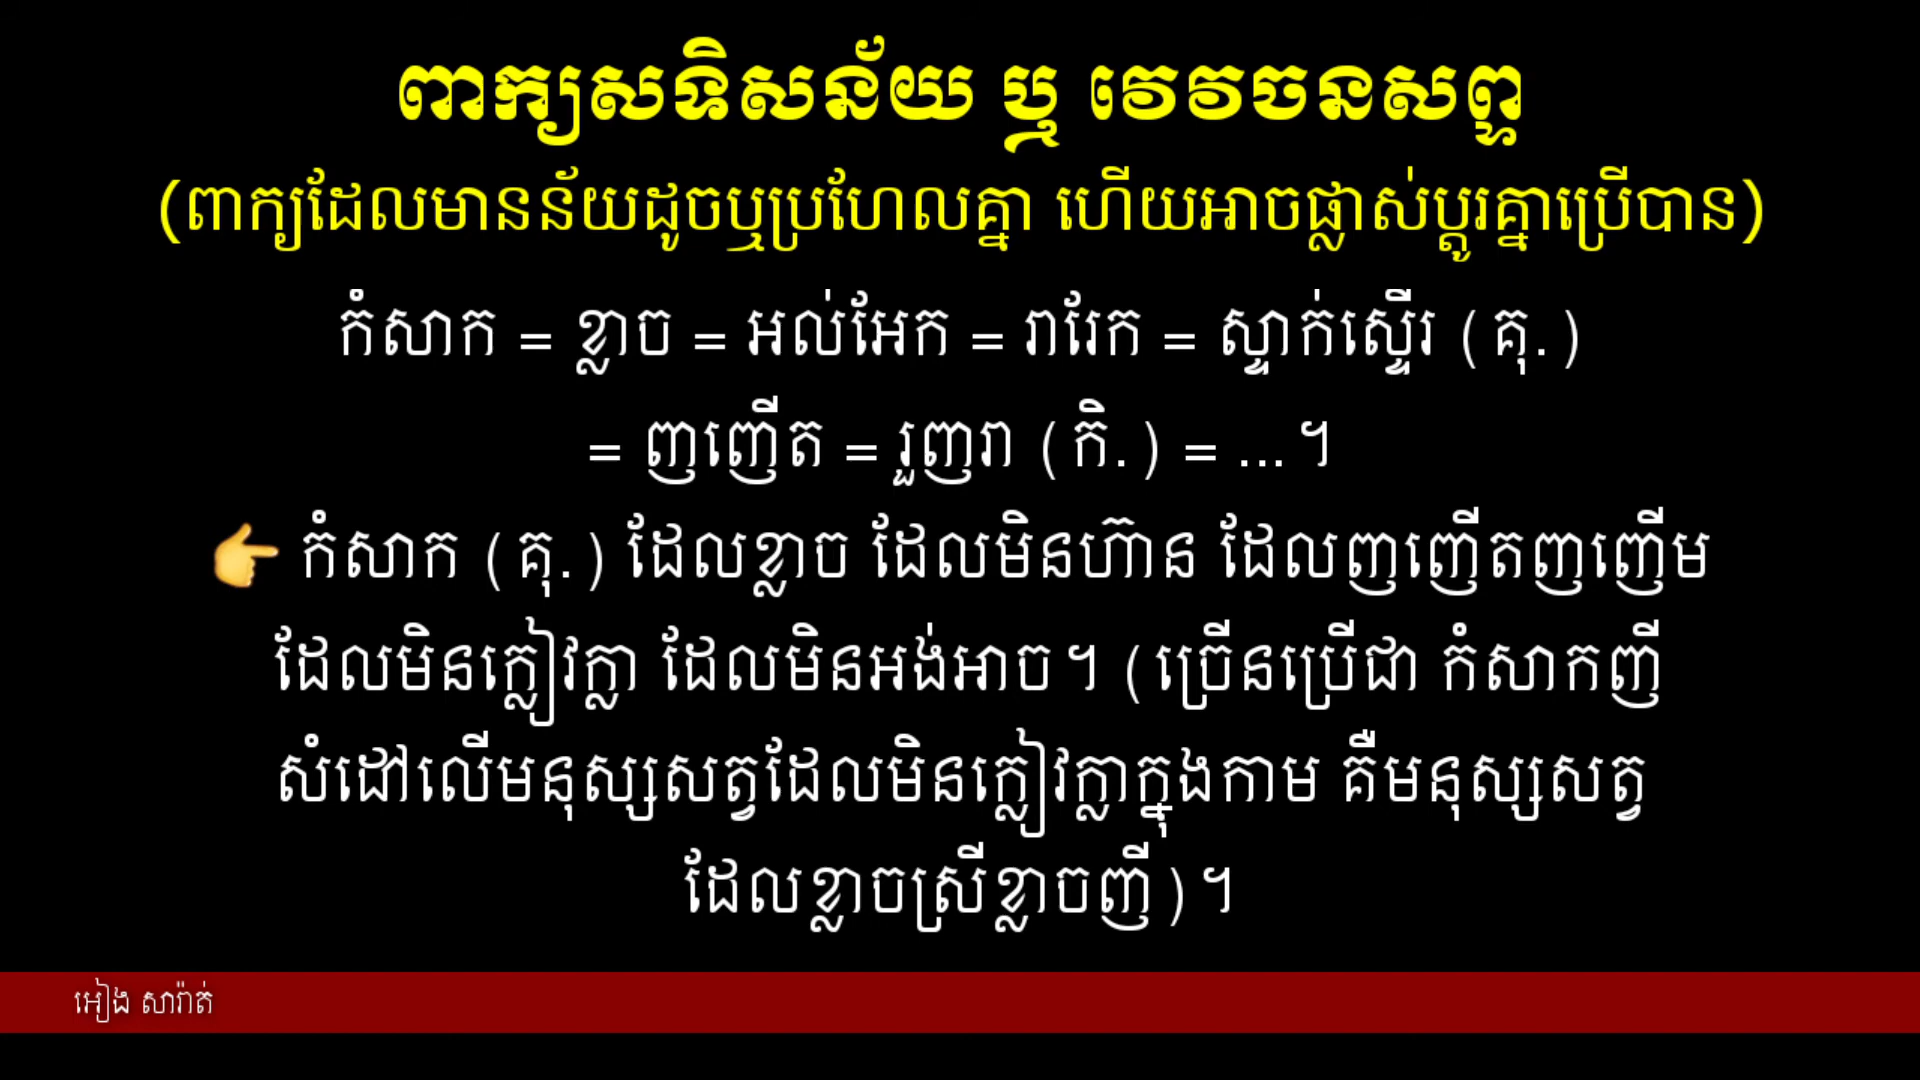 ពាក្យសទិសន័យ ឬ វេវចនសព្ទ
(ពាក្យដែលមានន័យដូចឬប្រហែលគ្នា ហើយអាចផ្លាស់ប្តូរគ្នាប្រើបាន)
កំសាក = ខ្លាច = អល់អែក = រារែក = ស្ទាក់ស្ទើរ (គុ.)
= ញញើត = រួញរា (កិ.) = ...។
👉 កំសាក (គុ.) ដែលខ្លាច ដែលមិនហ៊ាន ដែលញញើតញញើម
ដែលមិនក្លៀវក្លា ដែលមិនអង់អាច។ (ច្រើនប្រើជា កំសាកញី
សំដៅលើមនុស្សសត្វដែលមិនក្លៀវក្លាក្នុងកាម គឺមនុស្សសត្វ
ដែលខ្លាចស្រីខ្លាចញី)។
អៀង សារ៉ាត់